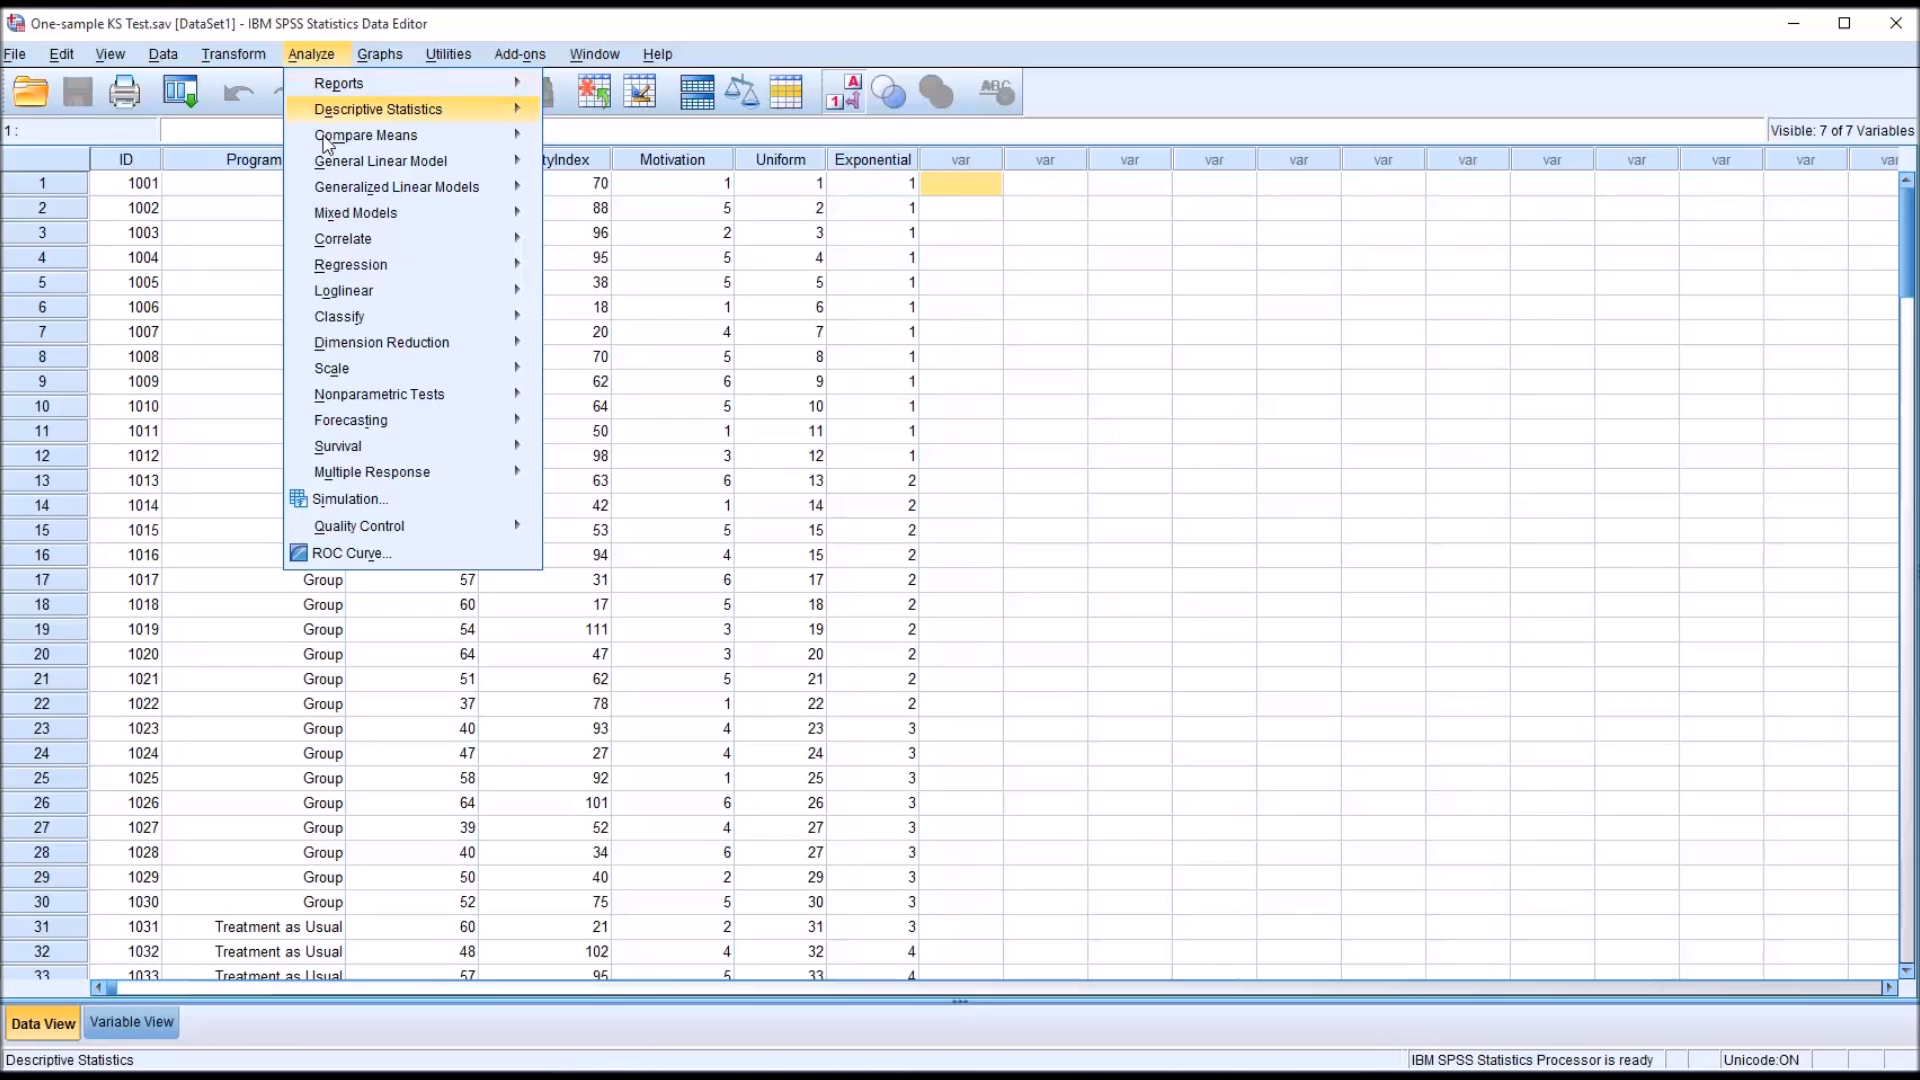 One-sample KS Test.sav [DataSet1] - IBM SPSS Statistics Data Editor
File Edit View Data Transform Analyze Graphs Utilities Add-ons Window Help
Reports
Descriptive Statistics
Compare Means
General Linear Model
Generalized Linear Models
Mixed Models
Correlate
Regression
Loglinear
Classify
Dimension Reduction
Scale
Nonparametric Tests
Forecasting
Survival
Multiple Response
Simulation...
Quality Control
ROC Curve...
A
1
ABC
1 :
Visible: 7 of 7 Variables
ID Program tyIndex Motivation Uniform Exponential var var var var var var var var var var var
1 1001 70 1 1 1
2 1002 88 5 2 1
3 1003 96 2 3 1
4 1004 95 5 4 1
5 1005 38 5 5 1
6 1006 18 1 6 1
7 1007 20 4 7 1
8 1008 70 5 8 1
9 1009 62 6 9 1
10 1010 64 5 10 1
11 1011 50 1 11 1
12 1012 98 3 12 1
13 1013 63 6 13 2
14 1014 42 1 14 2
15 1015 53 5 15 2
16 1016 94 4 15 2
17 1017 Group 57 31 6 17 2
18 1018 Group 60 17 5 18 2
19 1019 Group 54 111 3 19 2
20 1020 Group 64 47 3 20 2
21 1021 Group 51 62 5 21 2
22 1022 Group 37 78 1 22 2
23 1023 Group 40 93 4 23 3
24 1024 Group 47 27 4 24 3
25 1025 Group 58 92 1 25 3
26 1026 Group 64 101 6 26 3
27 1027 Group 39 52 4 27 3
28 1028 Group 40 34 6 27 3
29 1029 Group 50 40 2 29 3
30 1030 Group 52 75 5 30 3
31 1031 Treatment as Usual 60 21 2 31 3
32 1032 Treatment as Usual 48 102 4 32 4
33 1033 Treatment as Usual 57 95 5 33 4
Data View Variable View
Descriptive Statistics IBM SPSS Statistics Processor is ready Unicode:ON